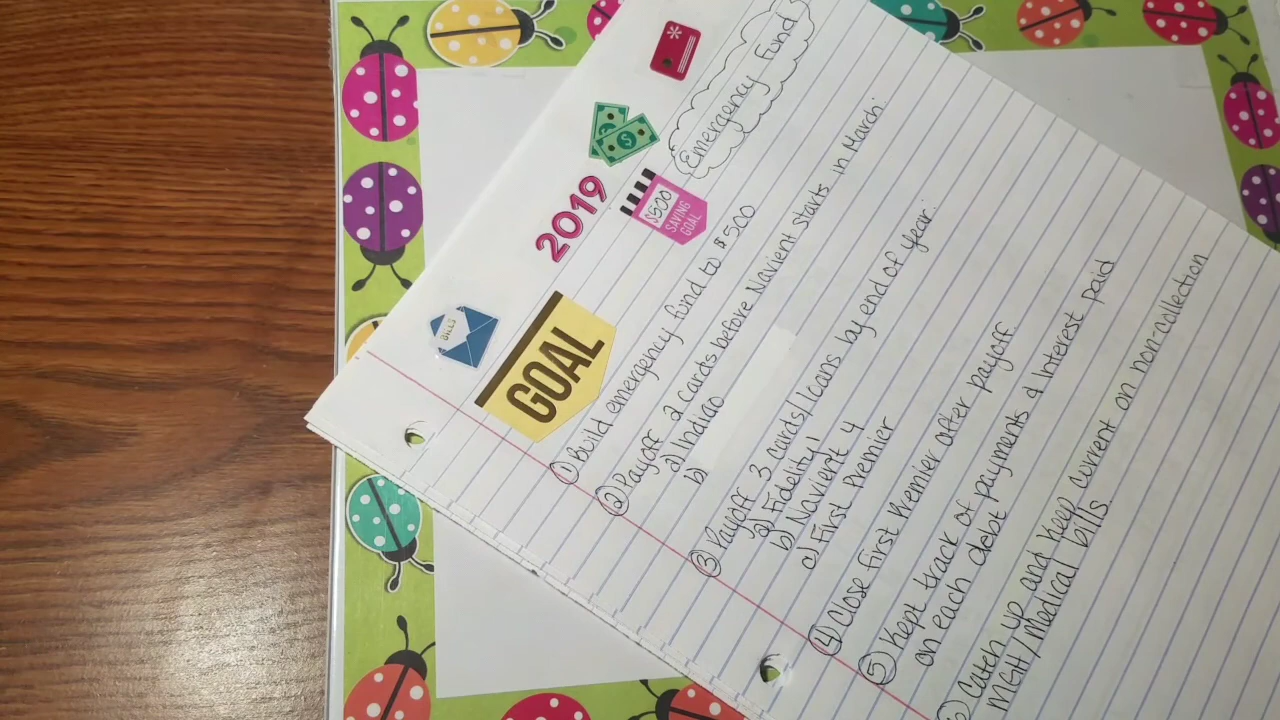 BILLS
2019
GOAL
$500
SAVING
GOAL
Emergency Fund
① Build emergency fund to $500
② Payoff 2 cards before Navient starts in March.
a) Indigo
b)
③ Payoff 3 cards/loans by end of year.
a) Fidelity 1
b) Navient 4
c) First Premier
④ Close First Premier after payoff.
⑤ Kept track of payments & Interest paid
on each debt
⑥ Catch up and keep current on non-collection
MGH/Medical bills.